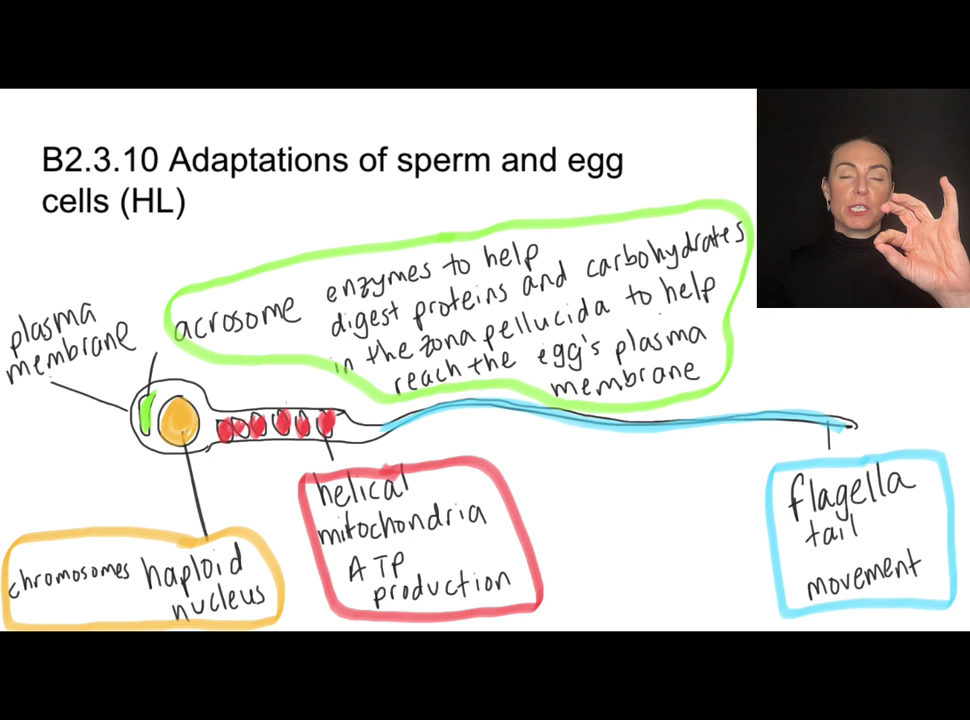 B2.3.10 Adaptations of sperm and egg
cells (HL)
plasma
membrane
acrosome
enzymes to help
digest proteins and carbohydrates
in the zona pellucida to help
reach the egg's plasma
membrane
chromosomes haploid
nucleus
helical
mitochondria
ATP
production
flagella
tail
movement